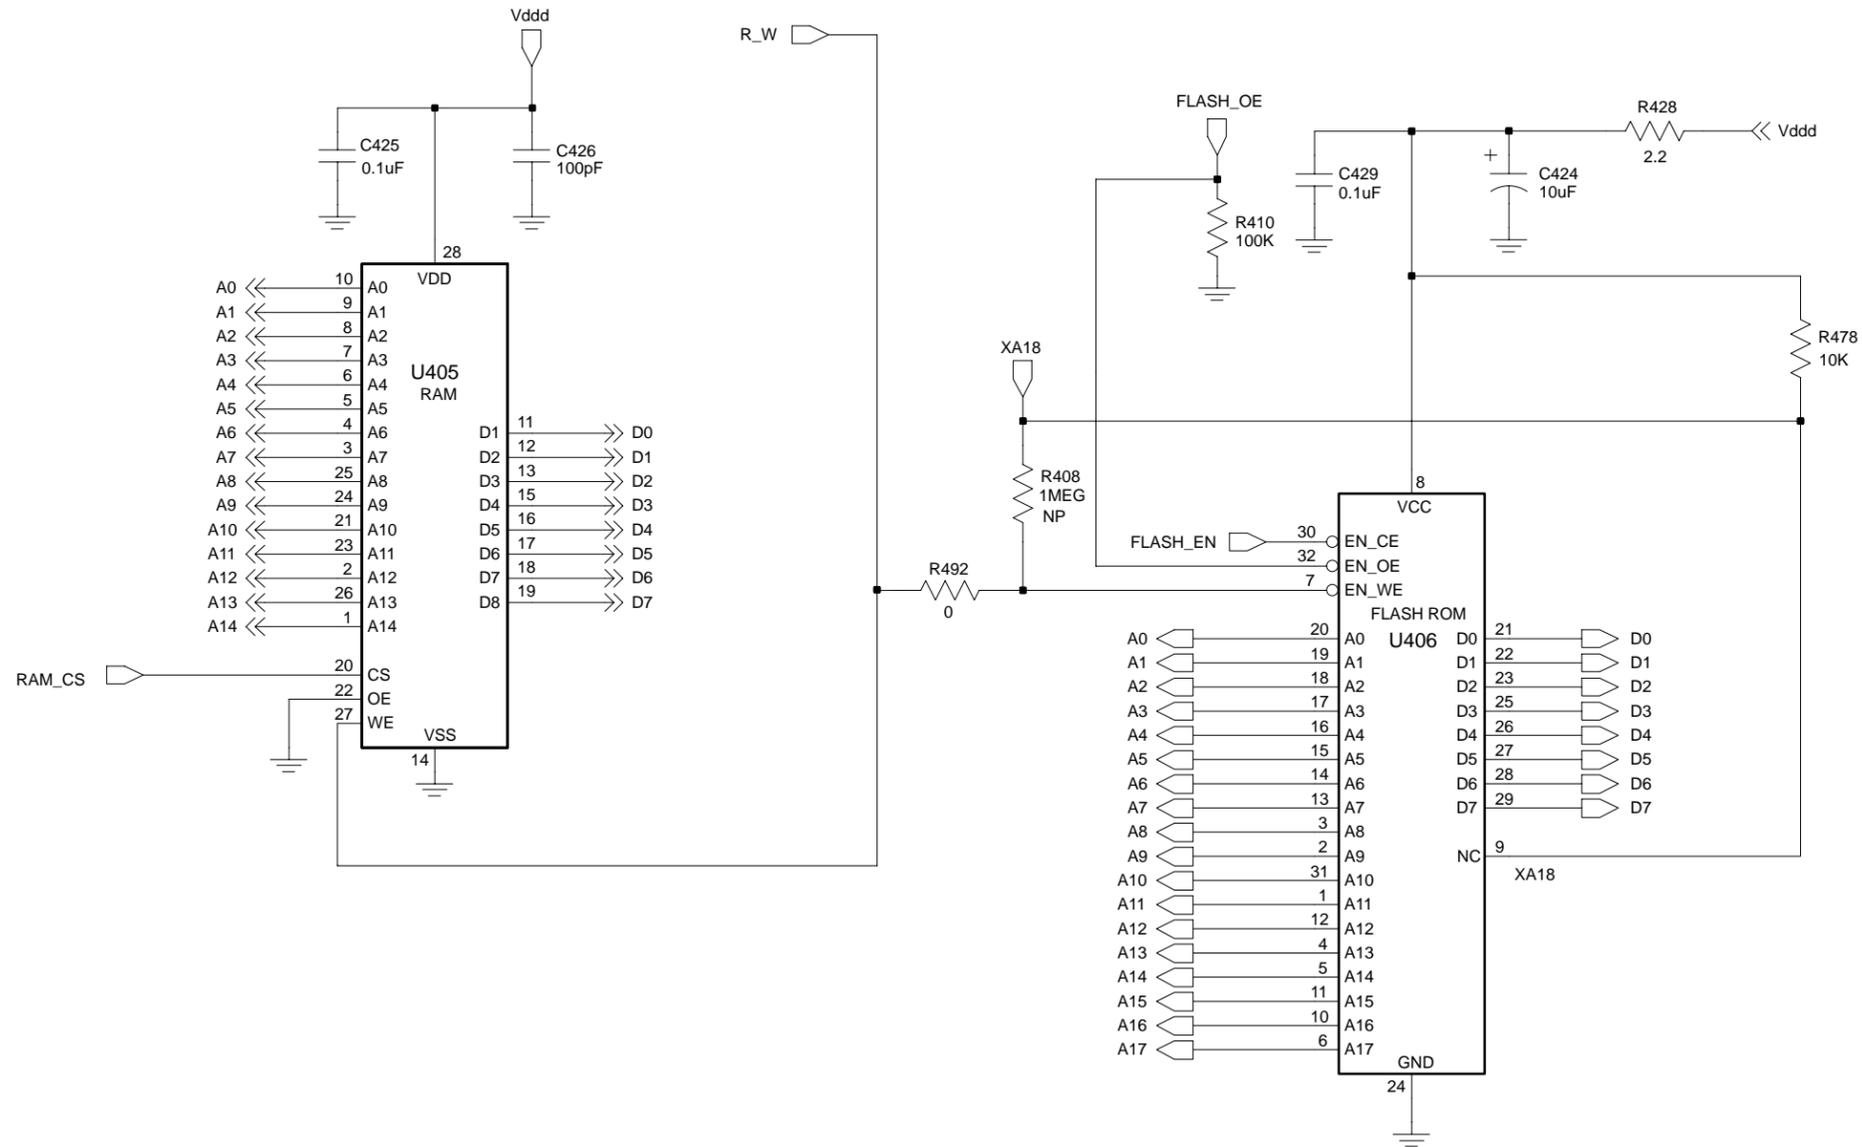 Vddd
R_W
C425
0.1uF
C426
100pF
FLASH_OE
R410
100K
R428
2.2
Vddd
C429
0.1uF
+
C424
10uF
R478
10K
XA18
R408
1MEG
NP
R492
0
28
VDD
U405
RAM
A0 10 A0
A1 9 A1
A2 8 A2
A3 7 A3
A4 6 A4
A5 5 A5
A6 4 A6 D1 11 D0
A7 3 A7 D2 12 D1
A8 25 A8 D3 13 D2
A9 24 A9 D4 15 D3
A10 21 A10 D5 16 D4
A11 23 A11 D6 17 D5
A12 2 A12 D7 18 D6
A13 26 A13 D8 19 D7
A14 1 A14
RAM_CS 20 CS
22 OE
27 WE
VSS
14
8
VCC
FLASH_EN 30 EN_CE
32 EN_OE
7 EN_WE
FLASH ROM
U406
A0 20 A0 D0 21 D0
A1 19 A1 D1 22 D1
A2 18 A2 D2 23 D2
A3 17 A3 D3 25 D3
A4 16 A4 D4 26 D4
A5 15 A5 D5 27 D5
A6 14 A6 D6 28 D6
A7 13 A7 D7 29 D7
A8 3 A8
A9 2 A9 NC 9
XA18
A10 31 A10
A11 1 A11
A12 12 A12
A13 4 A13
A14 5 A14
A15 11 A15
A16 10 A16
A17 6 A17
GND
24